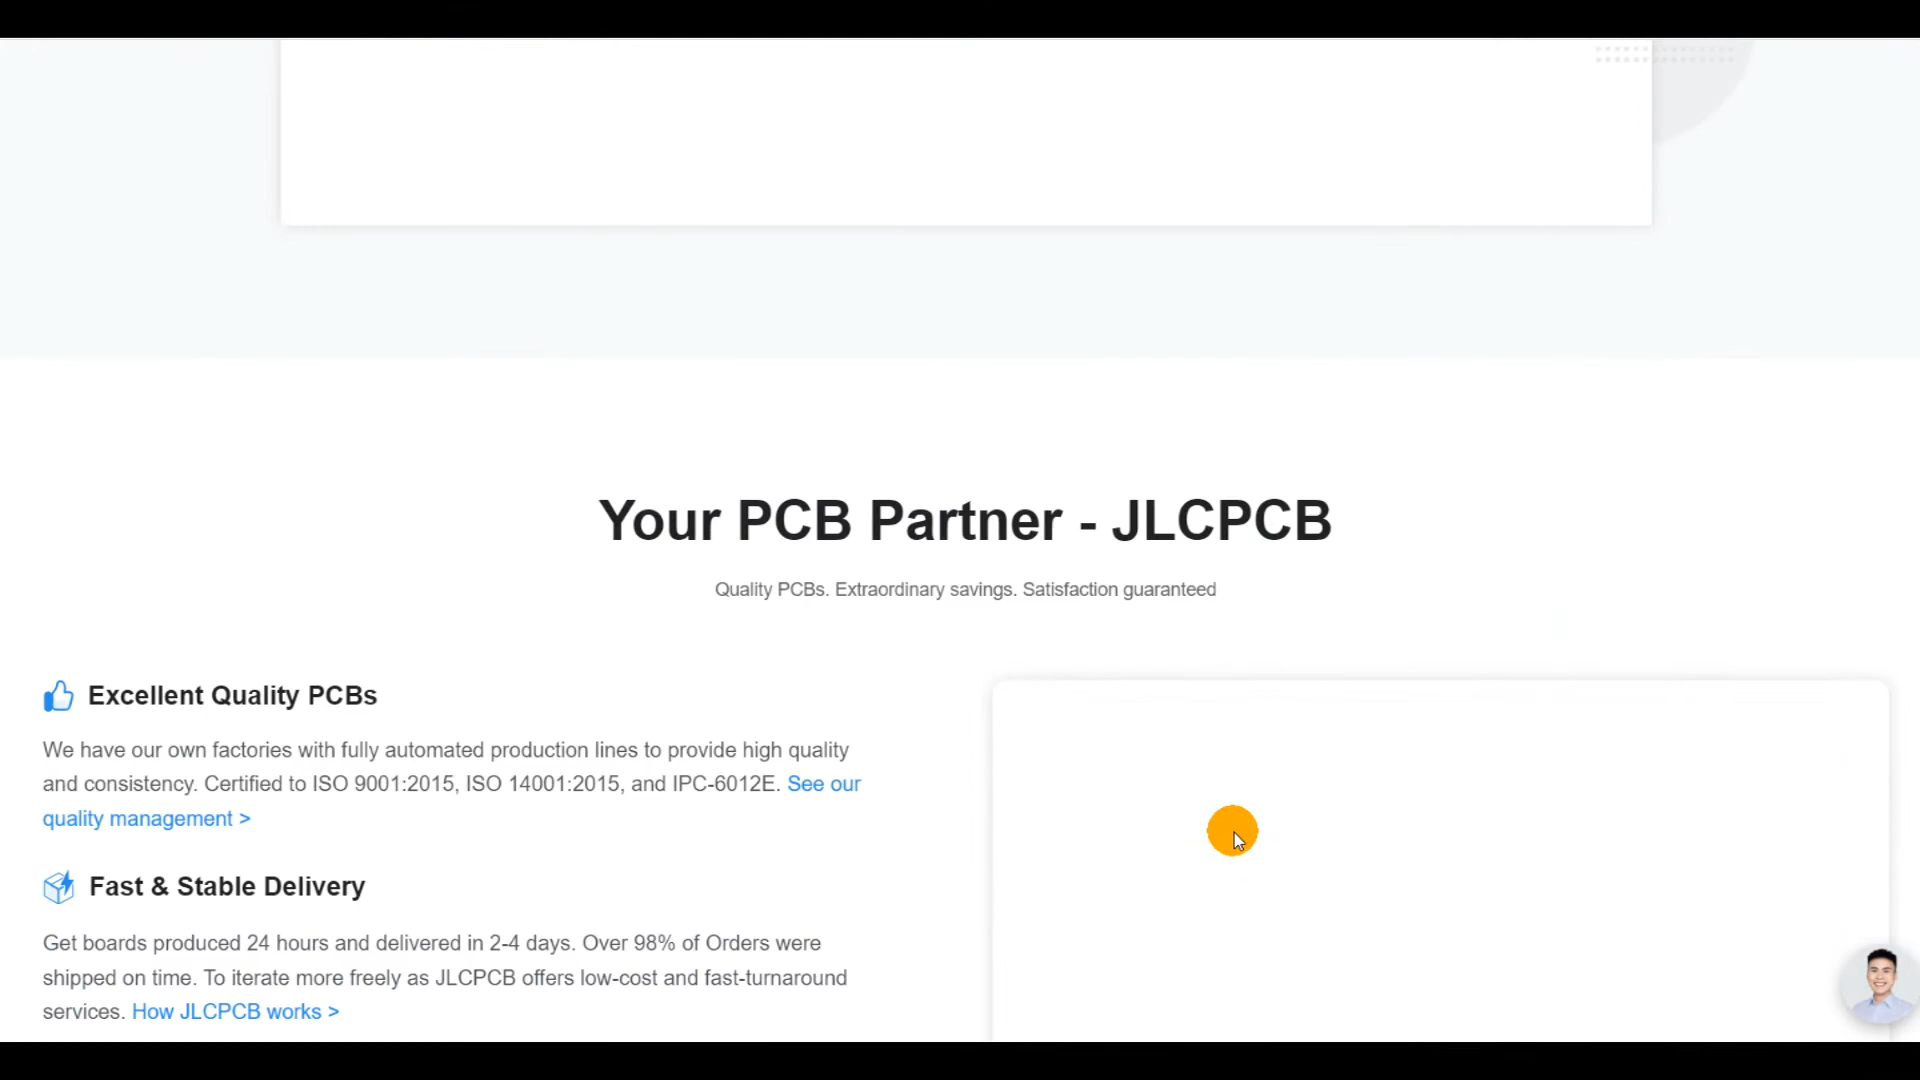 Your PCB Partner - JLCPCB
Quality PCBs. Extraordinary savings. Satisfaction guaranteed
Excellent Quality PCBs
We have our own factories with fully automated production lines to provide high quality
and consistency. Certified to ISO 9001:2015, ISO 14001:2015, and IPC-6012E. See our
quality management >
Fast & Stable Delivery
Get boards produced 24 hours and delivered in 2-4 days. Over 98% of Orders were
shipped on time. To iterate more freely as JLCPCB offers low-cost and fast-turnaround
services. How JLCPCB works >